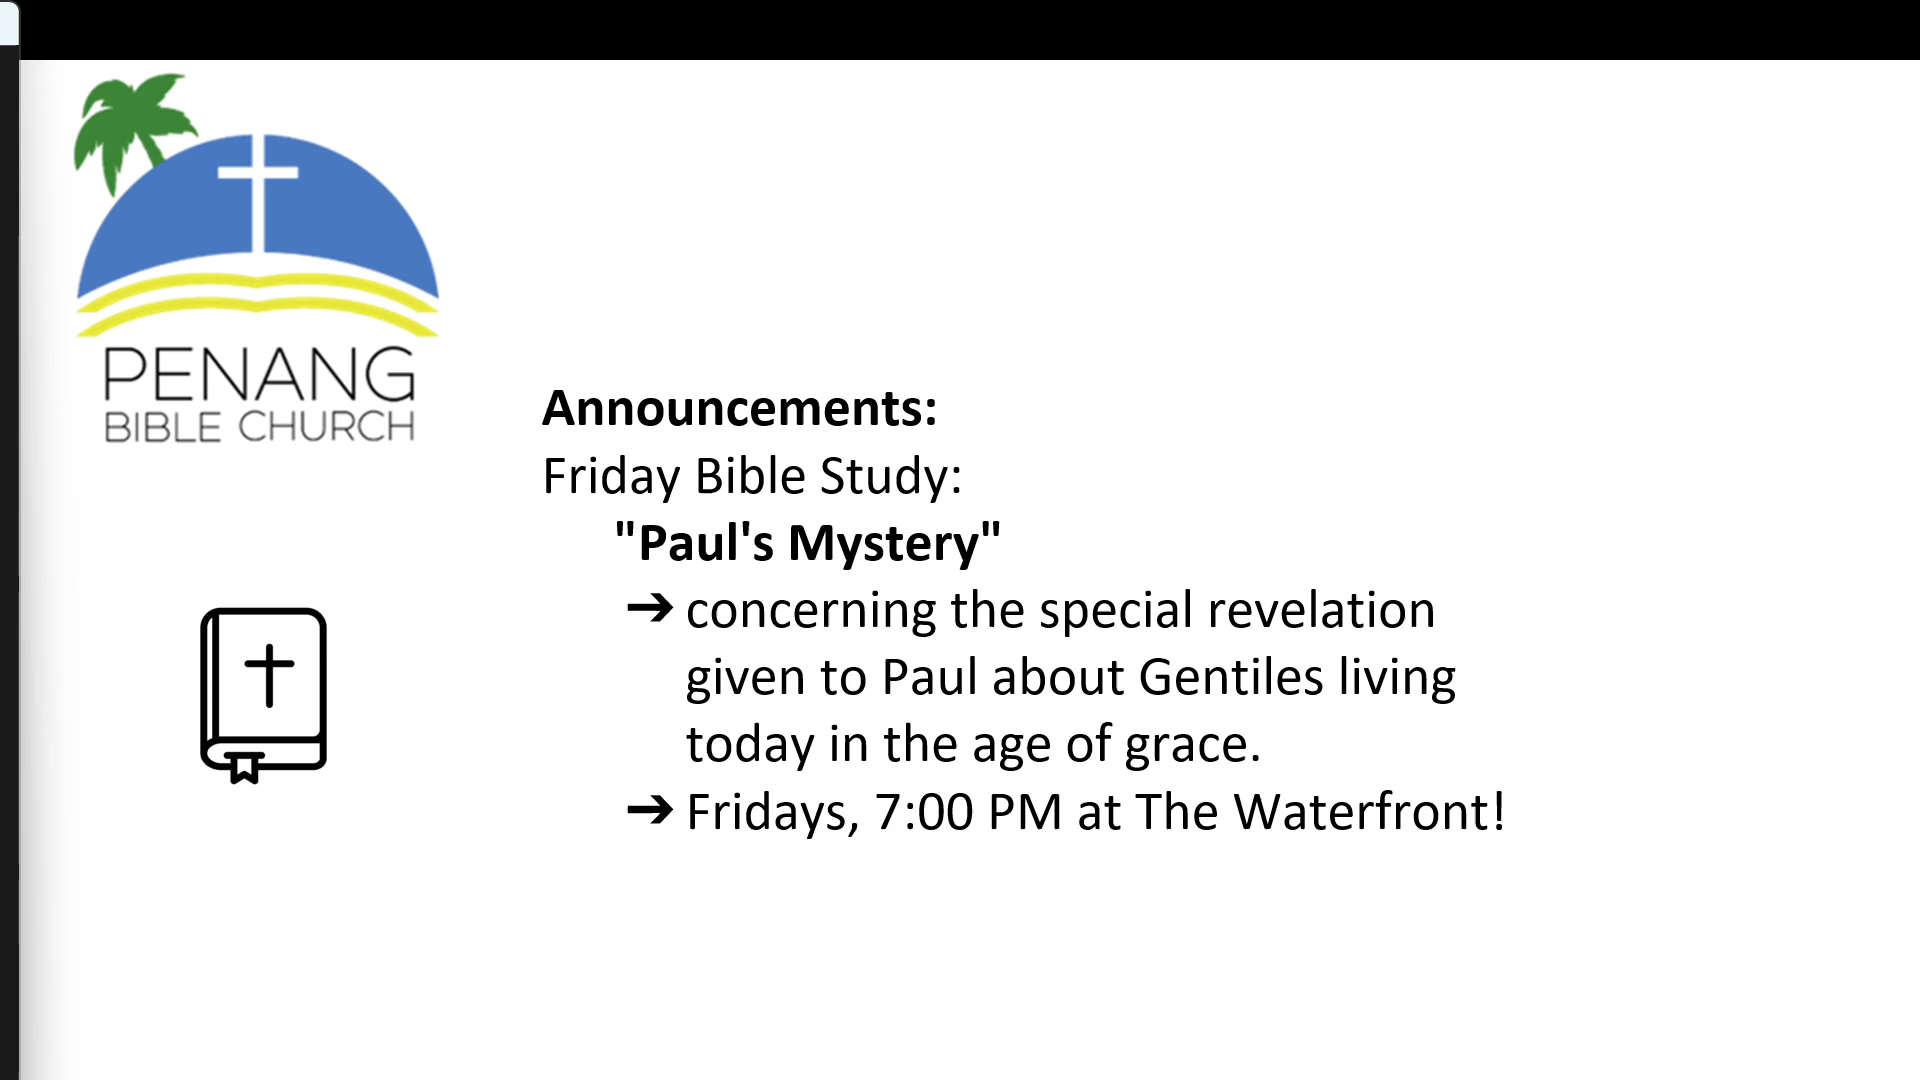 PENANG
BIBLE CHURCH
Announcements:
Friday Bible Study:
"Paul's Mystery"
➔ concerning the special revelation
given to Paul about Gentiles living
today in the age of grace.
➔ Fridays, 7:00 PM at The Waterfront!